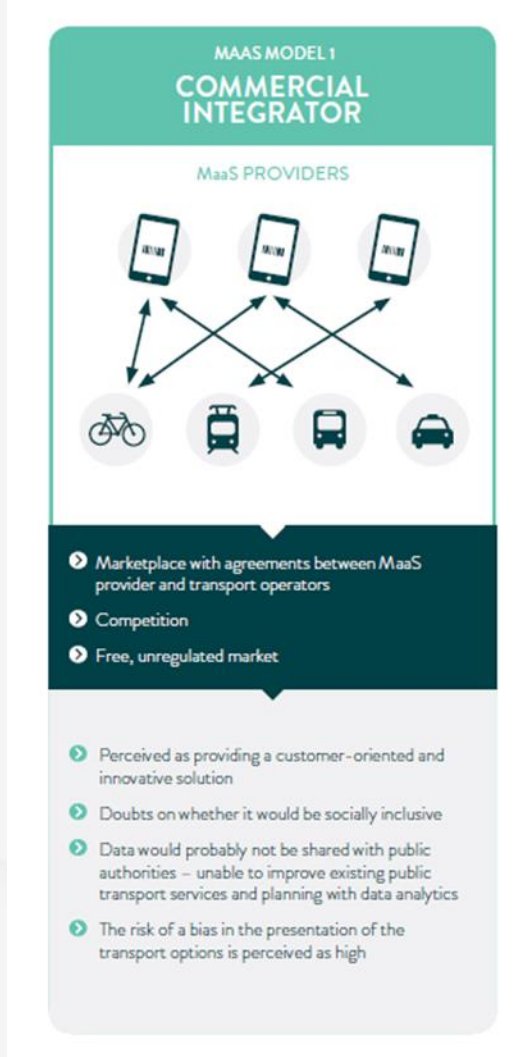 MAAS MODEL 1
COMMERCIAL
INTEGRATOR
MaaS PROVIDERS
Marketplace with agreements between MaaS
provider and transport operators
Competition
Free, unregulated market
Perceived as providing a customer-oriented and
innovative solution
Doubts on whether it would be socially inclusive
Data would probably not be shared with public
authorities – unable to improve existing public
transport services and planning with data analytics
The risk of a bias in the presentation of the
transport options is perceived as high